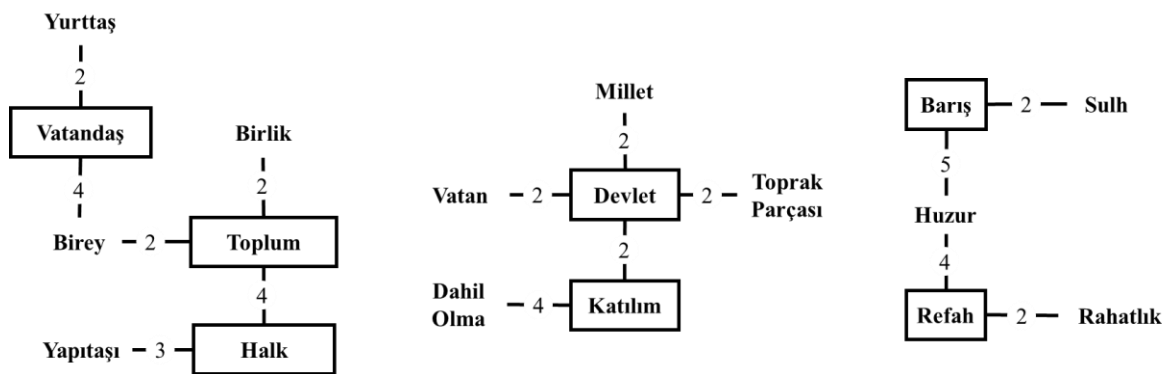 Yurttaş
2
Vatandaş
4
Birlik
2
Birey 2 Toplum
4
Yapıtaşı 3 Halk
Millet
2
Vatan 2 Devlet 2 Toprak
Parçası
2
Dahil
Olma 4 Katılım
Barış 2 Sulh
5
Huzur
4
Refah 2 Rahatlık